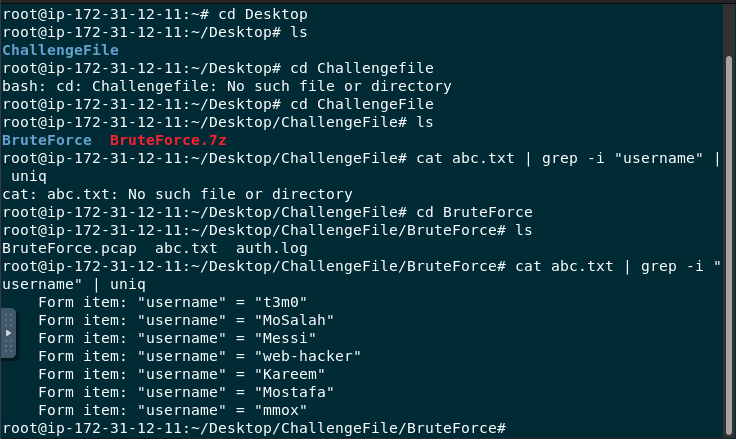 root@ip-172-31-12-11:~# cd Desktop
root@ip-172-31-12-11:~/Desktop# ls
ChallengeFile
root@ip-172-31-12-11:~/Desktop# cd Challengefile
bash: cd: Challengefile: No such file or directory
root@ip-172-31-12-11:~/Desktop# cd ChallengeFile
root@ip-172-31-12-11:~/Desktop/ChallengeFile# ls
BruteForce  BruteForce.7z
root@ip-172-31-12-11:~/Desktop/ChallengeFile# cat abc.txt | grep -i "username" |
 uniq
cat: abc.txt: No such file or directory
root@ip-172-31-12-11:~/Desktop/ChallengeFile# cd BruteForce
root@ip-172-31-12-11:~/Desktop/ChallengeFile/BruteForce# ls
BruteForce.pcap  abc.txt  auth.log
root@ip-172-31-12-11:~/Desktop/ChallengeFile/BruteForce# cat abc.txt | grep -i "
username" | uniq
    Form item: "username" = "t3m0"
    Form item: "username" = "MoSalah"
    Form item: "username" = "Messi"
    Form item: "username" = "web-hacker"
    Form item: "username" = "Kareem"
    Form item: "username" = "Mostafa"
    Form item: "username" = "mmox"
root@ip-172-31-12-11:~/Desktop/ChallengeFile/BruteForce#